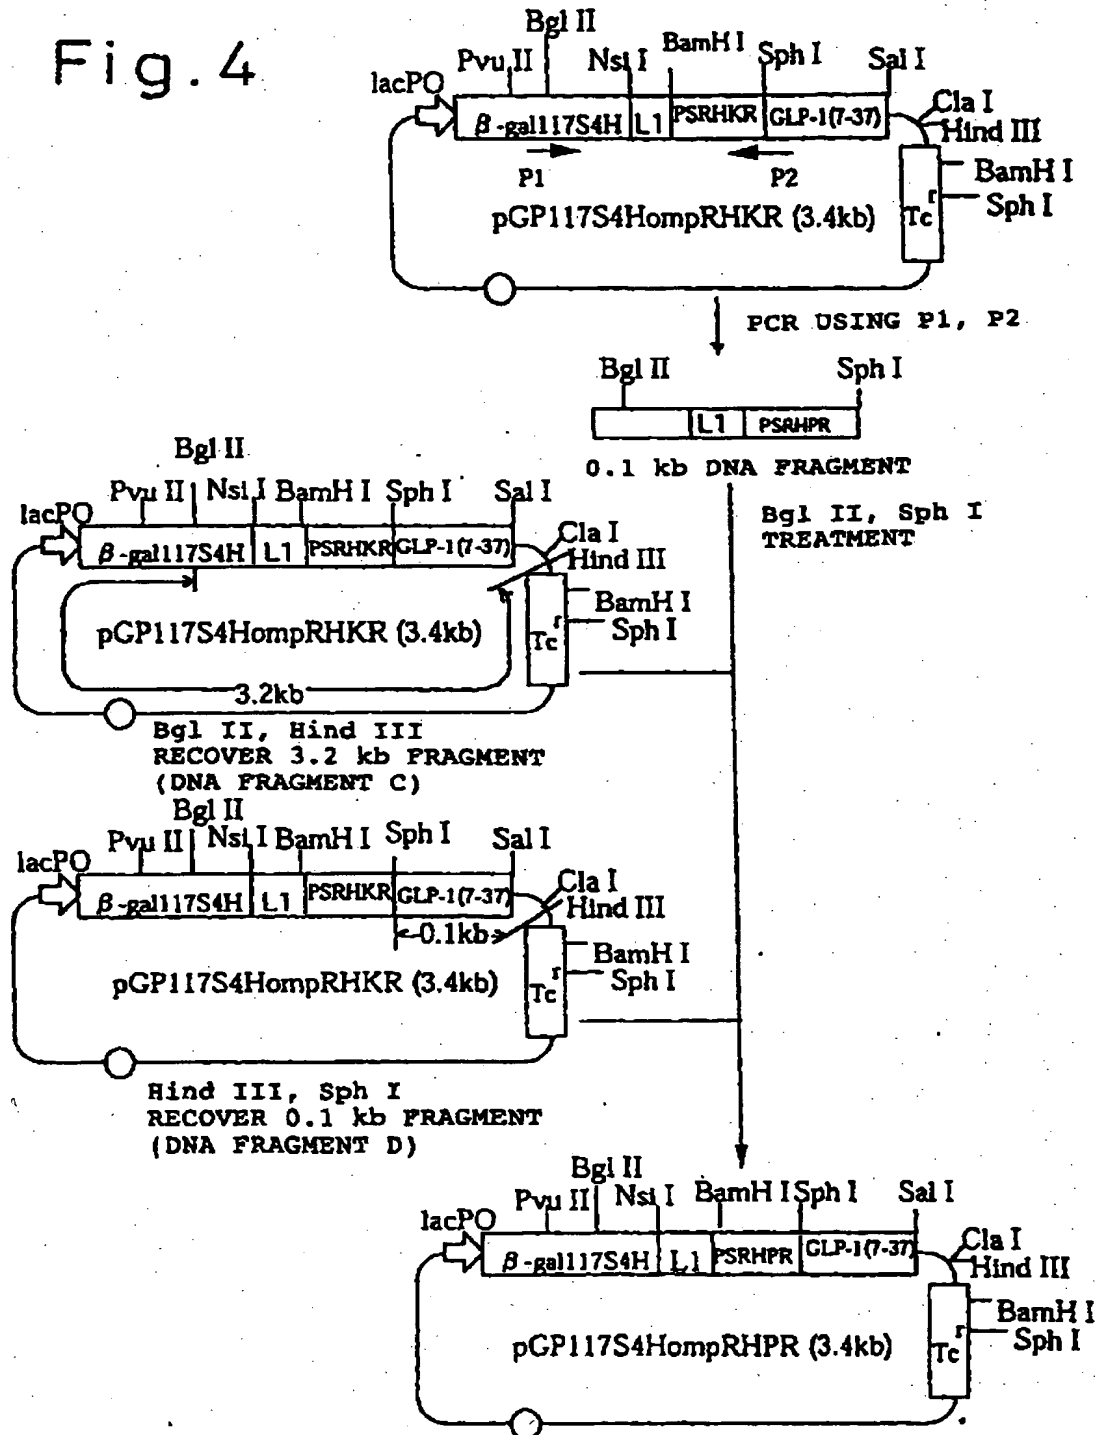 Fig. 4
Bgl II
Pvu II
Nsi I
BamH I
Sph I
Sal I
lacPO
β-gal117S4H
L1
PSRHKR
GLP-1(7-37)
Cla I
Hind III
P1
P2
BamH I
Sph I
Tc r
pGP117S4HompRHKR (3.4kb)
PCR USING P1, P2
Bgl II
Sph I
L1
PSRHPR
0.1 kb DNA FRAGMENT
Bgl II, Sph I
TREATMENT
Bgl II
Pvu II
Nsi I
BamH I
Sph I
Sal I
lacPO
β-gal117S4H
L1
PSRHKR
GLP-1(7-37)
Cla I
Hind III
BamH I
Sph I
Tc r
pGP117S4HompRHKR (3.4kb)
3.2kb
Bgl II, Hind III
RECOVER 3.2 kb FRAGMENT
(DNA FRAGMENT C)
Bgl II
Pvu II
Nsi I
BamH I
Sph I
Sal I
lacPO
β-gal117S4H
L1
PSRHKR
GLP-1(7-37)
Cla I
Hind III
0.1kb
BamH I
Sph I
Tc r
pGP117S4HompRHKR (3.4kb)
Hind III, Sph I
RECOVER 0.1 kb FRAGMENT
(DNA FRAGMENT D)
Bgl II
Pvu II
Nsi I
BamH I
Sph I
Sal I
lacPO
β-gal117S4H
L1
PSRHPR
GLP-1(7-37)
Cla I
Hind III
BamH I
Sph I
Tc r
pGP117S4HompRHPR (3.4kb)